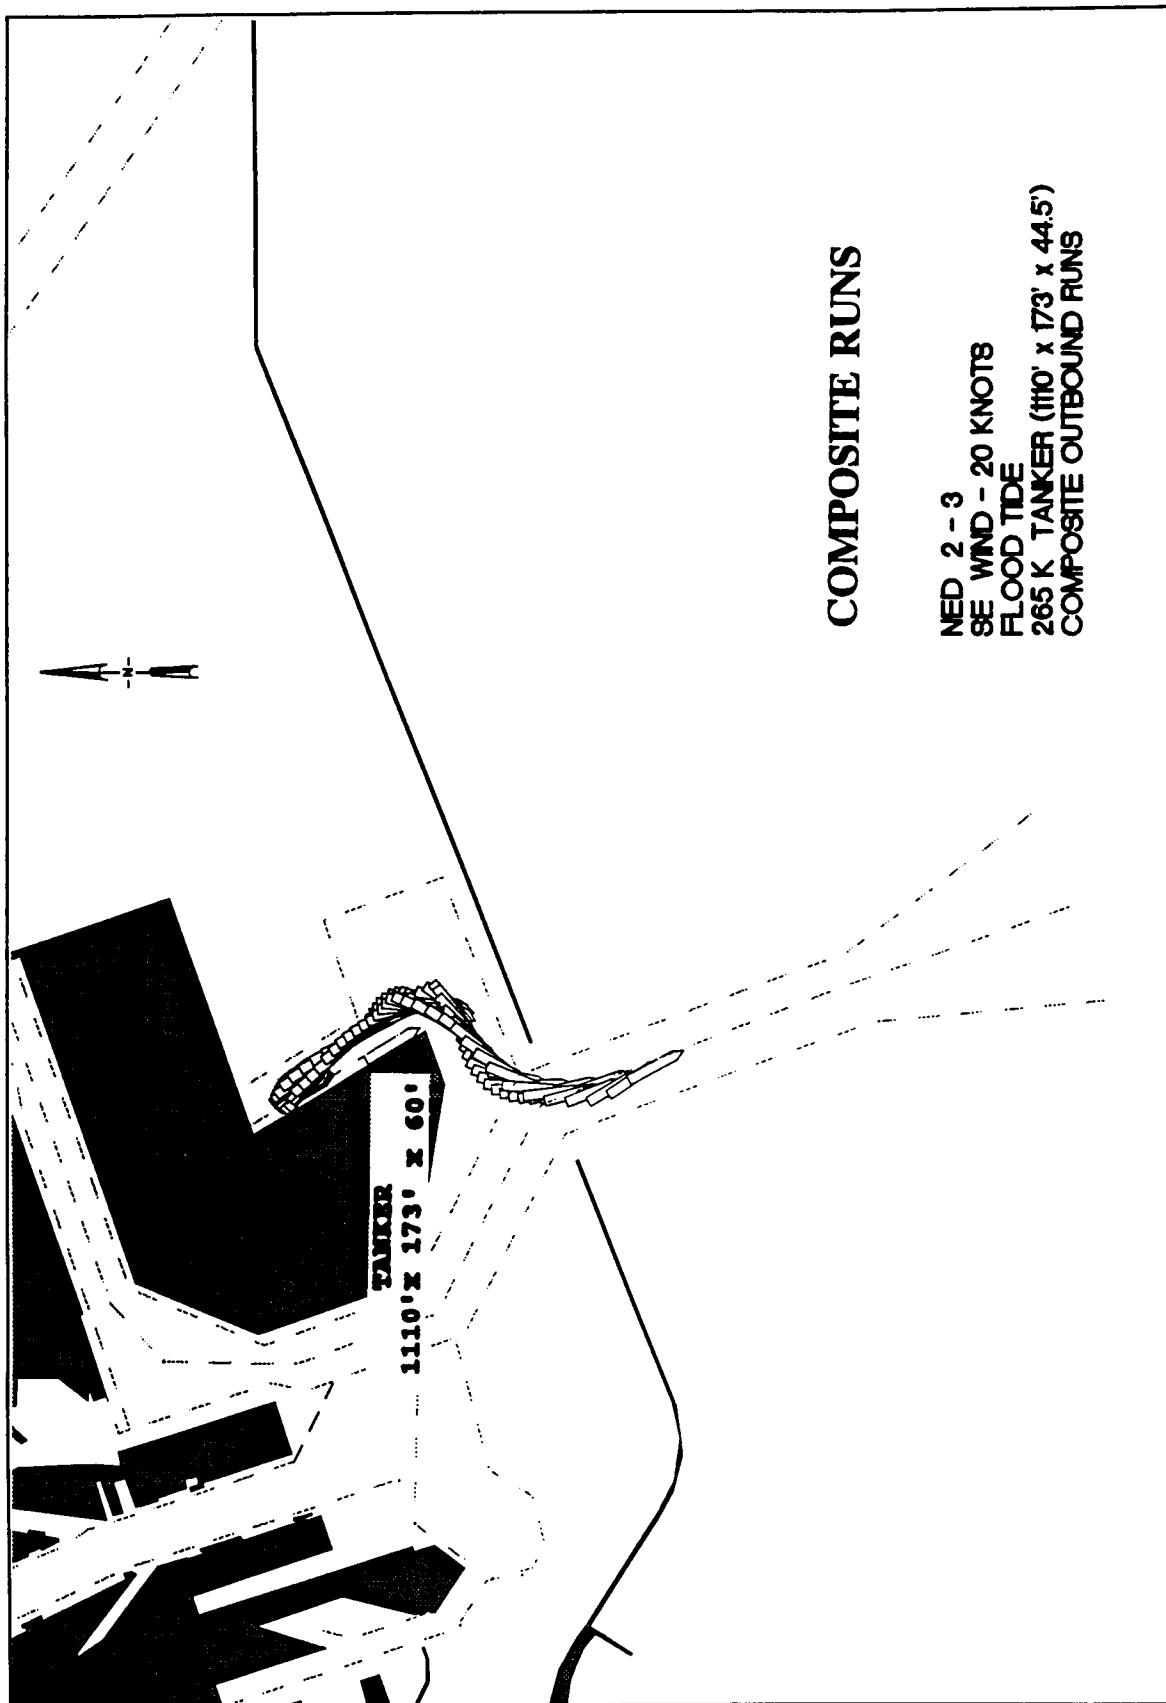 -N-
TANKER
1110'X 173' X 60'
COMPOSITE RUNS
NED 2 - 3
SE WIND - 20 KNOTS
FLOOD TIDE
265 K TANKER (1110' x 173' x 44.5')
COMPOSITE OUTBOUND RUNS